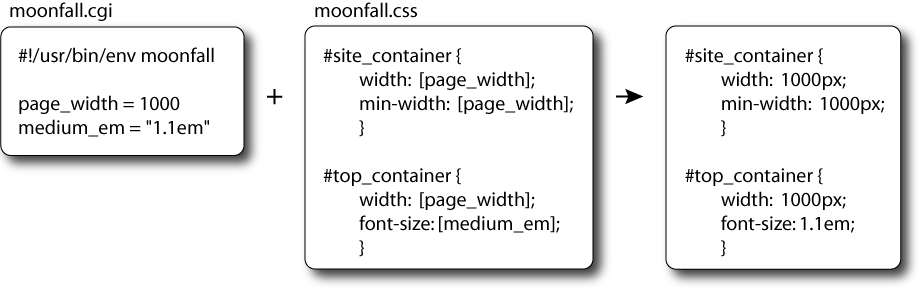 moonfall.cgi
#!/usr/bin/env moonfall
page_width = 1000
medium_em = "1.1em"
+
moonfall.css
#site_container {
width: [page_width];
min-width: [page_width];
}
#top_container {
width: [page_width];
font-size: [medium_em];
}
#site_container {
width: 1000px;
min-width: 1000px;
}
#top_container {
width: 1000px;
font-size: 1.1em;
}